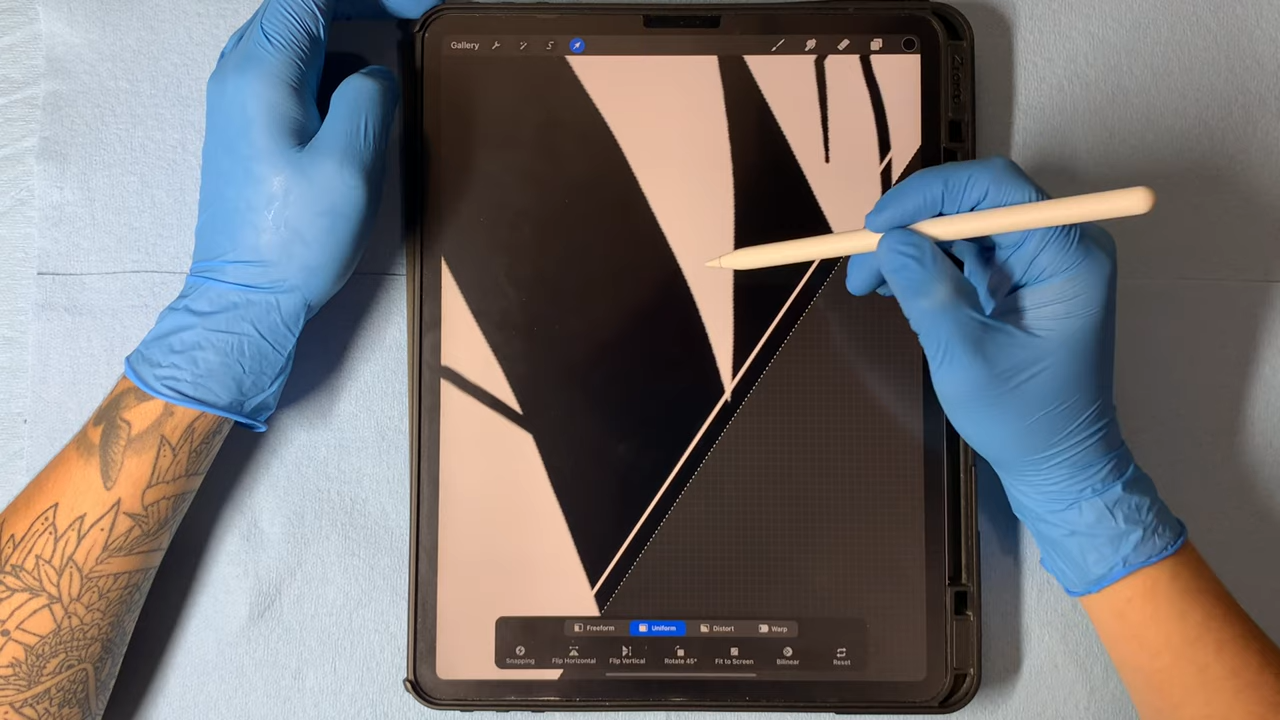 Gallery
Freeform Uniform Distort Warp
Snapping Flip Horizontal Flip Vertical Rotate 45° Fit to Screen Bilinear Reset